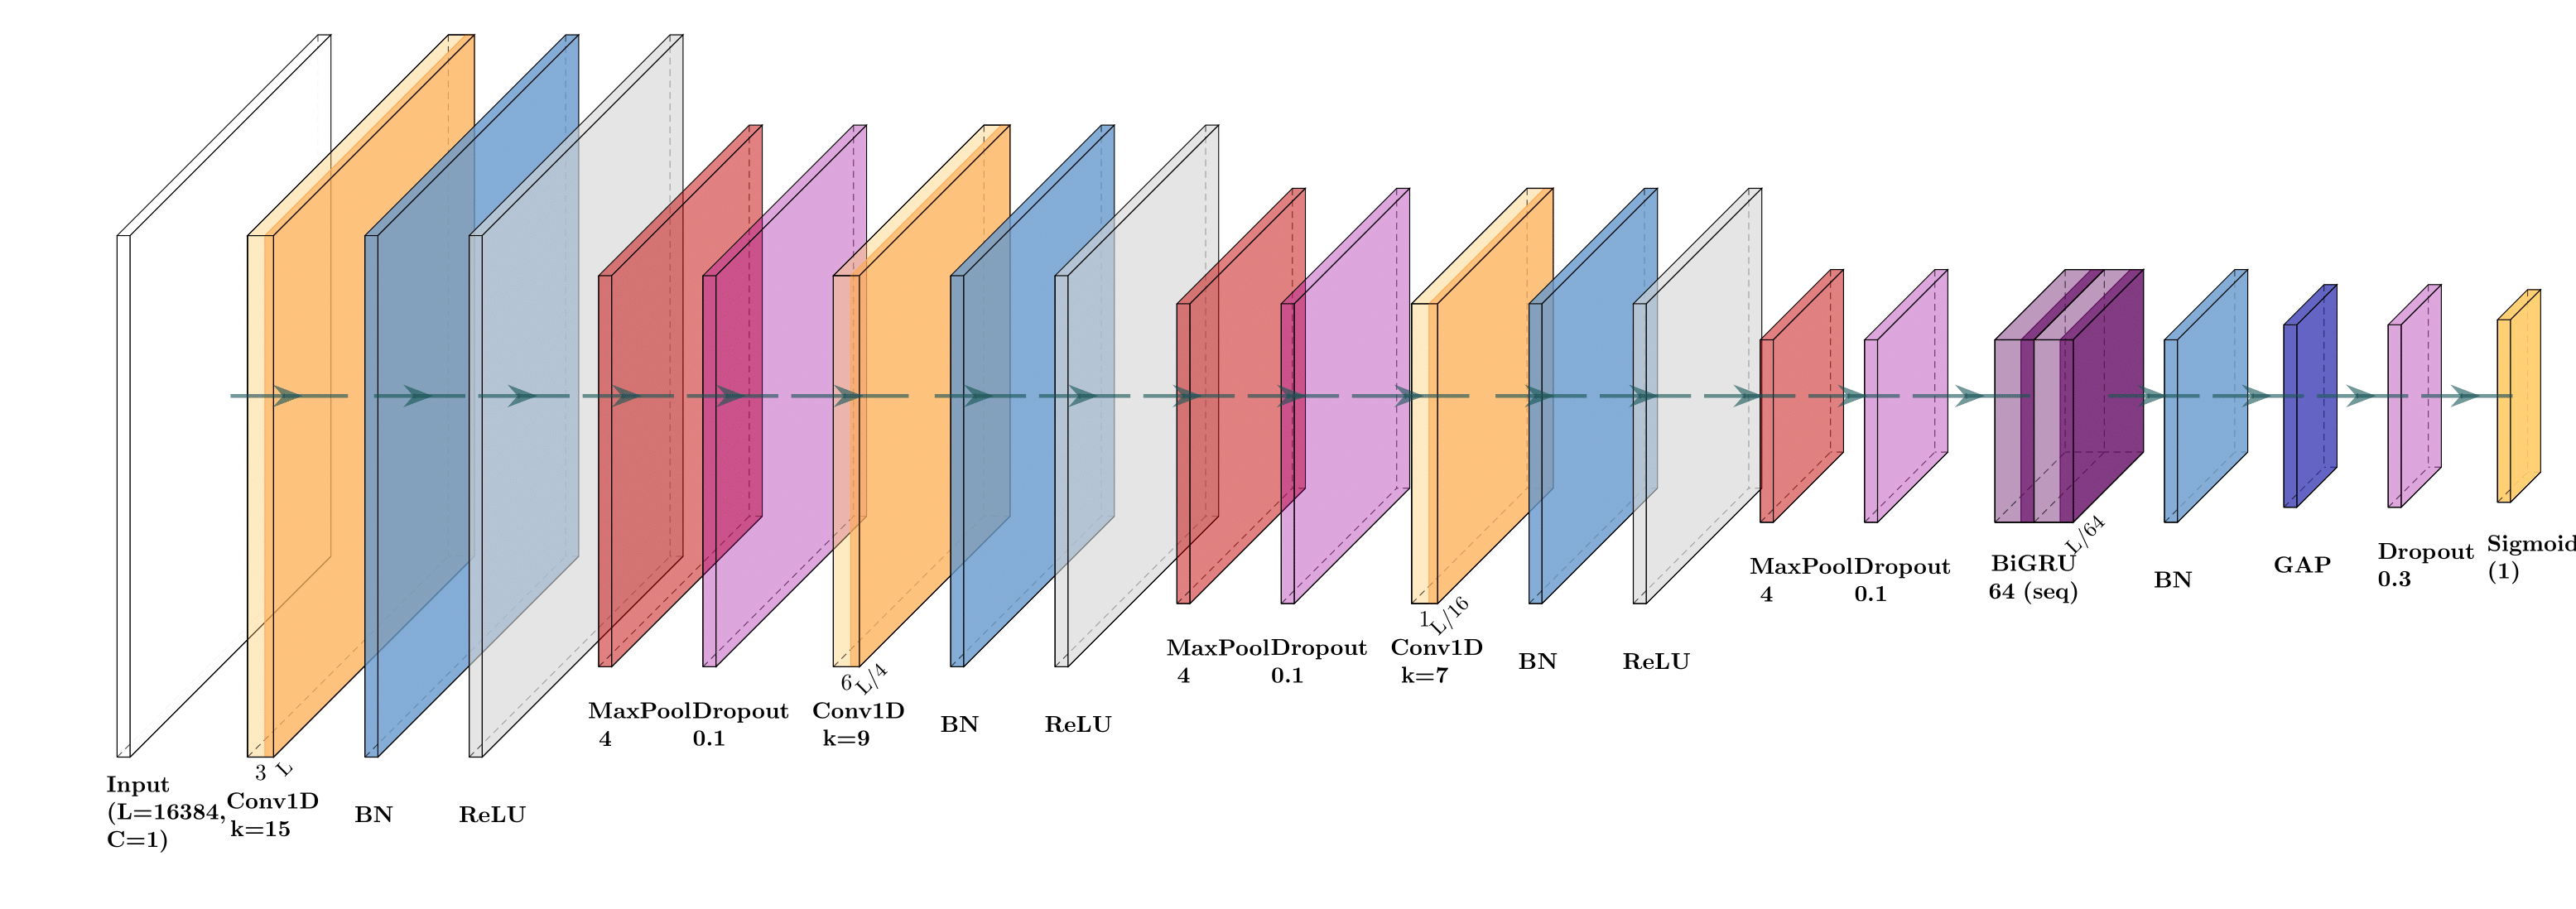 Input
(L=16384,
C=1)
3
L
Conv1D
k=15
BN
ReLU
MaxPool
4
Dropout
0.1
6
L/4
Conv1D
k=9
BN
ReLU
MaxPool
4
Dropout
0.1
1
L/16
Conv1D
k=7
BN
ReLU
MaxPool
4
Dropout
0.1
L/64
BiGRU
64 (seq)
BN
GAP
Dropout
0.3
Sigmoid
(1)